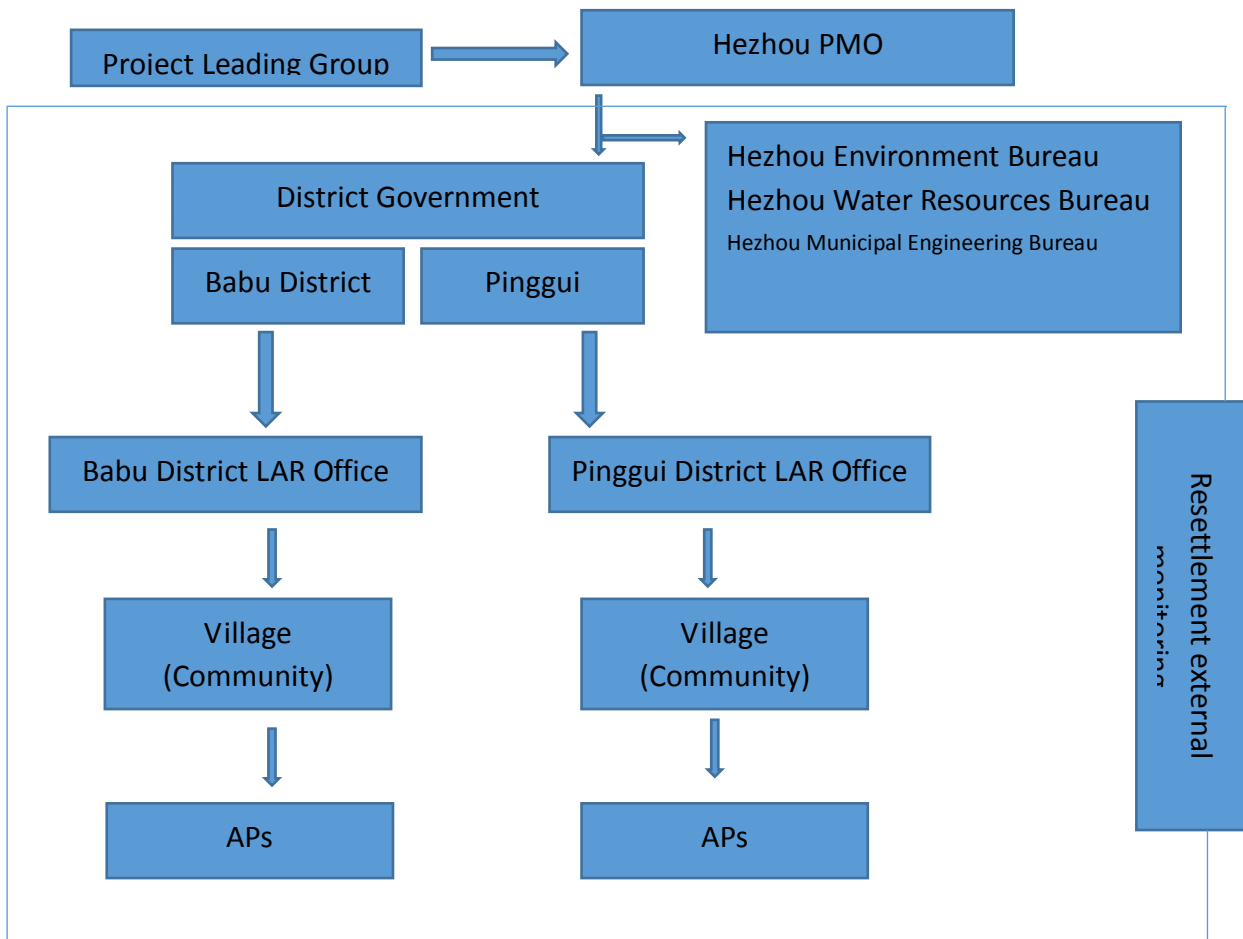 Project Leading Group
Hezhou PMO
Hezhou Environment Bureau
Hezhou Water Resources Bureau
Hezhou Municipal Engineering Bureau
District Government
Babu District
Pinggui
Babu District LAR Office
Pinggui District LAR Office
Village
(Community)
Village
(Community)
APs
APs
Resettlement external
monitoring